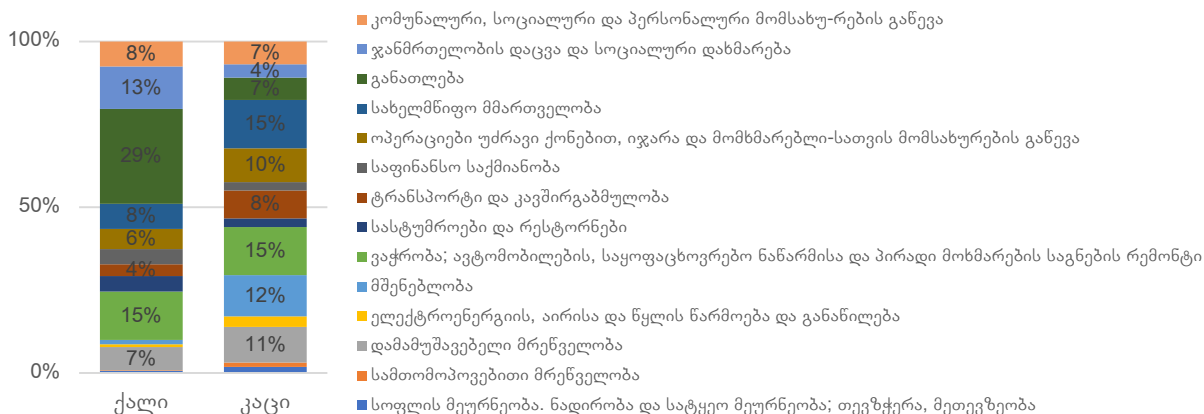 100%
50%
0%
8%
13%
29%
8%
6%
4%
15%
7%
ქალი
7%
4%
7%
15%
10%
8%
15%
12%
11%
კაცი
კომუნალური, სოციალური და პერსონალური მომსახუ-რების გაწევა
ჯანმრთელობის დაცვა და სოციალური დახმარება
განათლება
სახელმწიფო მმართველობა
ოპერაციები უძრავი ქონებით, იჯარა და მომხმარებლი-სათვის მომსახურების გაწევა
საფინანსო საქმიანობა
ტრანსპორტი და კავშირგაბმულობა
სასტუმროები და რესტორნები
ვაჭრობა; ავტომობილების, საყოფაცხოვრებო ნაწარმისა და პირადი მოხმარების საგნების რემონტი
მშენებლობა
ელექტროენერგიის, აირისა და წყლის წარმოება და განაწილება
დამამუშავებელი მრეწველობა
სამთომოპოვებითი მრეწველობა
სოფლის მეურნეობა. ნადირობა და სატყეო მეურნეობა; თევზჭერა, მეთევზეობა